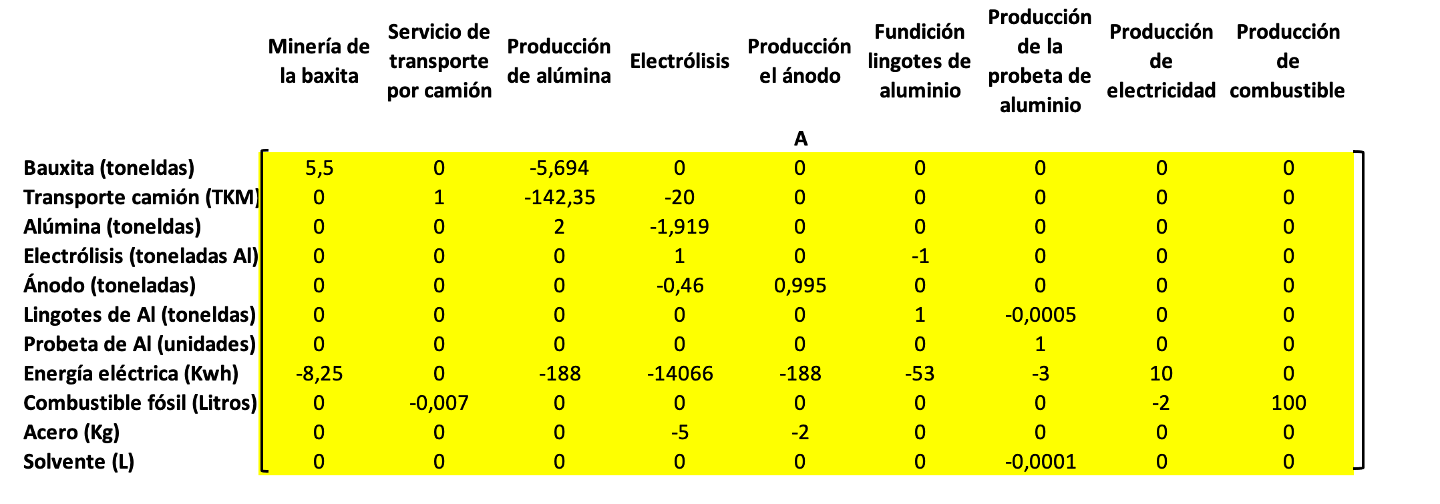 Minería de la baxita Servicio de transporte por camión Producción de alúmina Electrólisis Producción el ánodo Fundición lingotes de aluminio Producción de la probeta de aluminio Producción de electricidad Producción de combustible
A
Bauxita (toneldas) 5,5 0 -5,694 0 0 0 0 0 0
Transporte camión (TKM) 0 1 -142,35 -20 0 0 0 0 0
Alúmina (toneldas) 0 0 2 -1,919 0 0 0 0 0
Electrólisis (toneladas Al) 0 0 0 1 0 -1 0 0 0
Ánodo (toneladas) 0 0 0 -0,46 0,995 0 0 0 0
Lingotes de Al (toneldas) 0 0 0 0 0 1 -0,0005 0 0
Probeta de Al (unidades) 0 0 0 0 0 0 1 0 0
Energía eléctrica (Kwh) -8,25 0 -188 -14066 -188 -53 -3 10 0
Combustible fósil (Litros) 0 -0,007 0 0 0 0 0 -2 100
Acero (Kg) 0 0 0 -5 -2 0 0 0 0
Solvente (L) 0 0 0 0 0 0 -0,0001 0 0